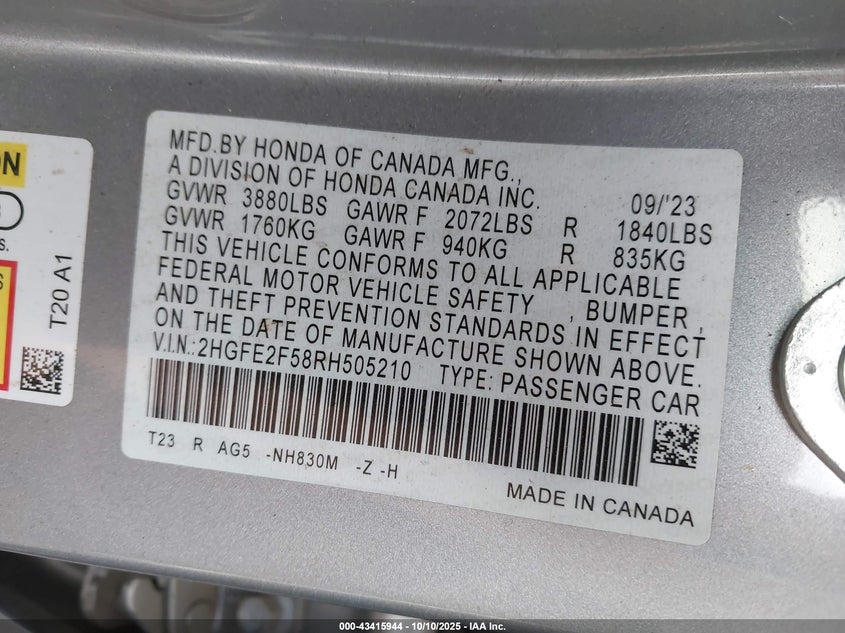 MFD.BY HONDA OF CANADA MFG.,
A DIVISION OF HONDA CANADA INC. 09/'23
GVWR 3880LBS GAWR F 2072LBS R 1840LBS
GVWR 1760KG GAWR F 940KG R 835KG
THIS VEHICLE CONFORMS TO ALL APPLICABLE
FEDERAL MOTOR VEHICLE SAFETY , BUMPER ,
AND THEFT PREVENTION STANDARDS IN EFFECT
ON THE DATE OF MANUFACTURE SHOWN ABOVE.
V.I.N.:2HGFE2F58RH505210 TYPE: PASSENGER CAR
T23 R AG5 -NH830M -Z -H
MADE IN CANADA
T20 A1
000-43415944 - 10/10/2025 - IAA Inc.